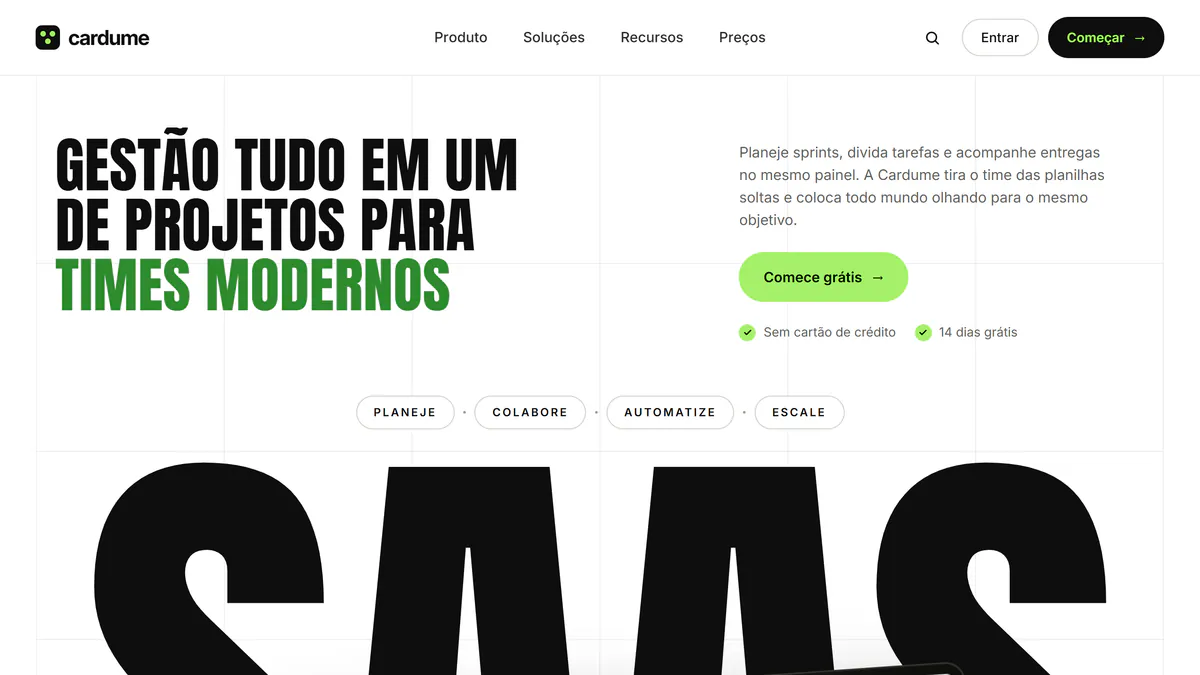 cardume
Produto
Soluções
Recursos
Preços
Entrar
Começar →
GESTÃO TUDO EM UM
DE PROJETOS PARA
TIMES MODERNOS
Planeje sprints, divida tarefas e acompanhe entregas
no mesmo painel. A Cardume tira o time das planilhas
soltas e coloca todo mundo olhando para o mesmo
objetivo.
Comece grátis →
Sem cartão de crédito
14 dias grátis
PLANEJE · COLABORE · AUTOMATIZE · ESCALE
SAAS